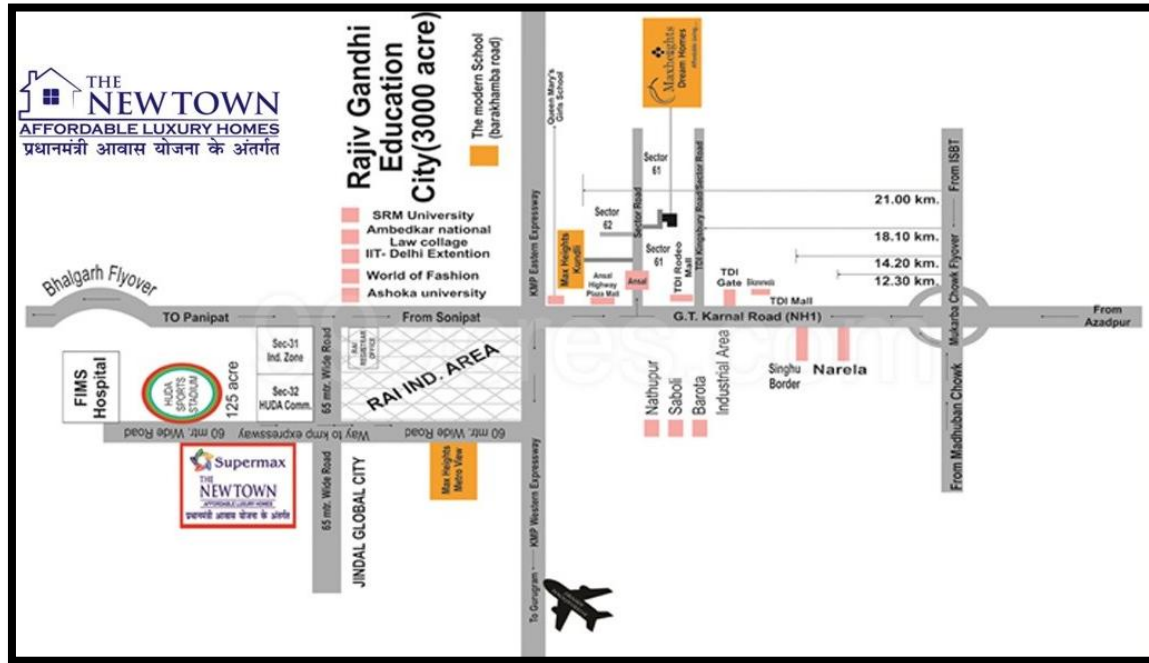 THE
NEWTOWN
AFFORDABLE LUXURY HOMES
प्रधानमंत्री आवास योजना के अंतर्गत
Rajiv Gandhi
Education
City(3000 acre)
The modern School
(barakhamba road)
SRM University
Ambedkar national
Law collage
IIT- Delhi Extention
World of Fashion
Ashoka university
KMP Eastern Expressway
Queen Mary's
Girls School
Maxheights
Dream Homes
Sector
61
Sector
62
Sector Road
Sector
61
Max Heights
Kundli
Ansal
Highway
Plaza Mall
Ansal
TDI Rodeo
Mall
TDI Kingsbury Road/Sector Road
TDI
Gate
TDI Mall
21.00 km.
18.10 km.
14.20 km.
12.30 km.
From ISBT
Mukarba Chowk Flyover
From Madhuban Chowk
From
Azadpur
Bhalgarh Flyover
TO Panipat
From Sonipat
G.T. Karnal Road (NH1)
FIMS
Hospital
HUDA
SPORTS
STADIUM
125 acre
Sec-31
Ind. Zone
Sec-32
HUDA Comm.
65 mtr. Wide Road
RAI
REGISTRAR
OFFICE
RAI IND. AREA
Nathupur
Saboli
Barota
Industrial Area
Singhu
Border
Narela
60 mtr. Wide Road
Way to kmp expressway
60 mtr. Wide Road
Supermax
THE
NEWTOWN
AFFORDABLE LUXURY HOMES
प्रधानमंत्री आवास योजना के अंतर्गत
65 mtr. Wide Road
JINDAL GLOBAL CITY
Max Heights
Metro View
KMP Western Expressway
To Gurugram